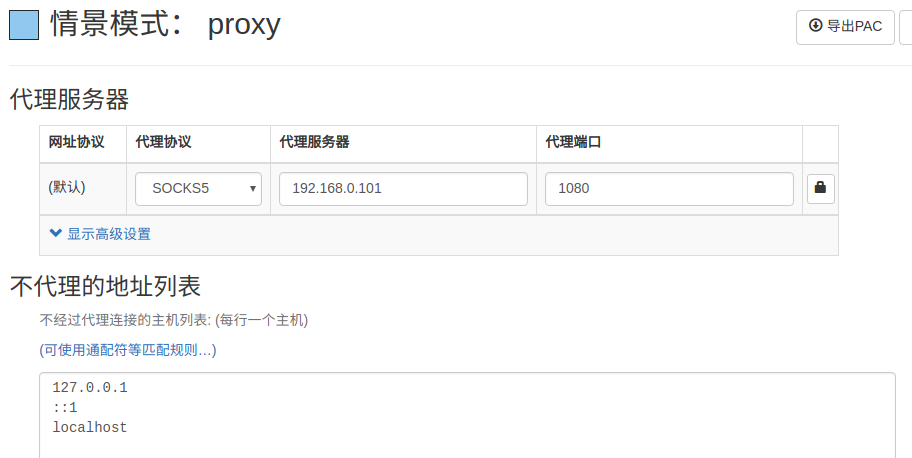 情景模式： proxy
导出PAC
代理服务器
网址协议 代理协议 代理服务器 代理端口
(默认) SOCKS5 192.168.0.101 1080
显示高级设置
不代理的地址列表
不经过代理连接的主机列表: (每行一个主机)
(可使用通配符等匹配规则…)
127.0.0.1
::1
localhost